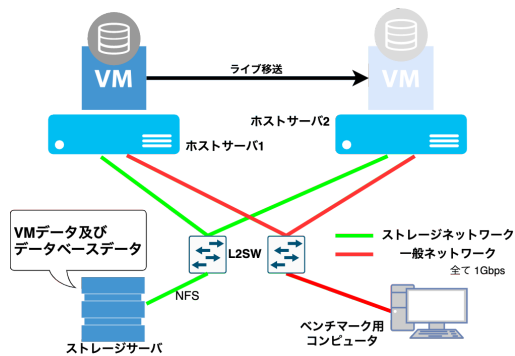 VM
ライブ移送
VM
ホストサーバ1
ホストサーバ2
VMデータ及び
データベースデータ
L2SW
ストレージネットワーク
一般ネットワーク
全て 1Gbps
NFS
ストレージサーバ
ベンチマーク用
コンピュータ